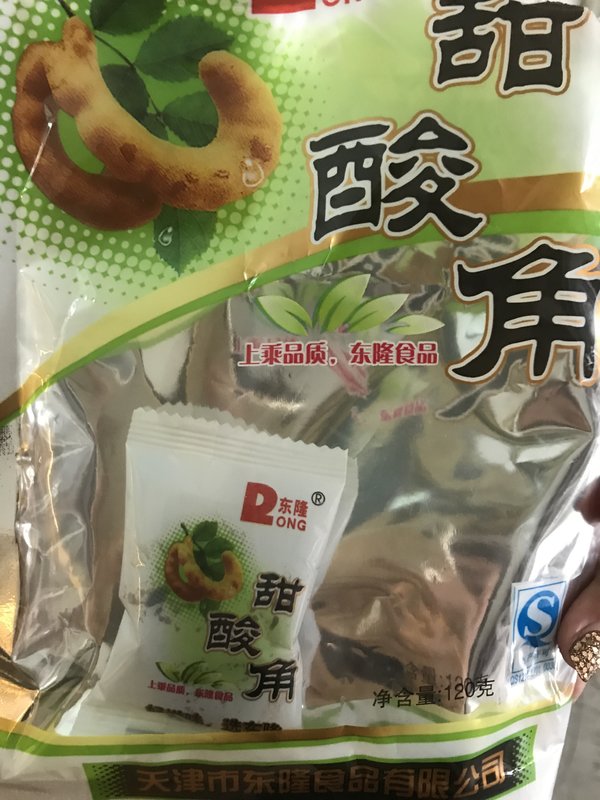 ONG
甜
酸
角
上乘品质，东隆食品
东隆®
DONG
甜
酸
角
上乘品质，东隆食品
净含量:120克
天津市东隆食品有限公司